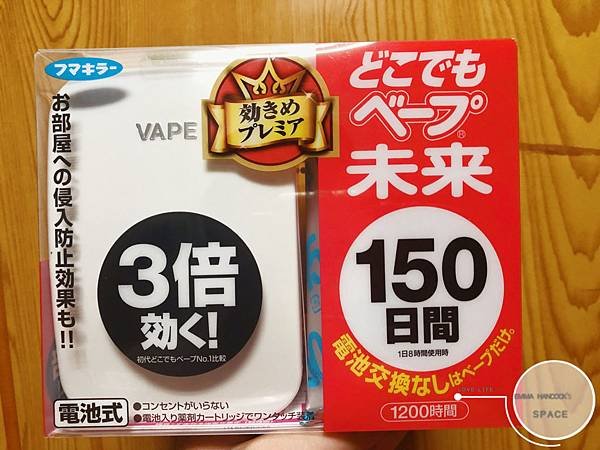 フマキラー
お部屋への侵入防止効果も!!
VAPE
効きめ
プレミア
3倍
効く!
初代どこでもベープNo.1比較
電池式
●コンセントがいらない
●電池入り薬剤カートリッジでワンタッチ装着
どこでも
ベープ®
未来
150
日間
1日8時間使用時
電池交換なしはベープだけ。
1200時間
LOVE LIFE
EMMA HANCOCK'S
SPACE